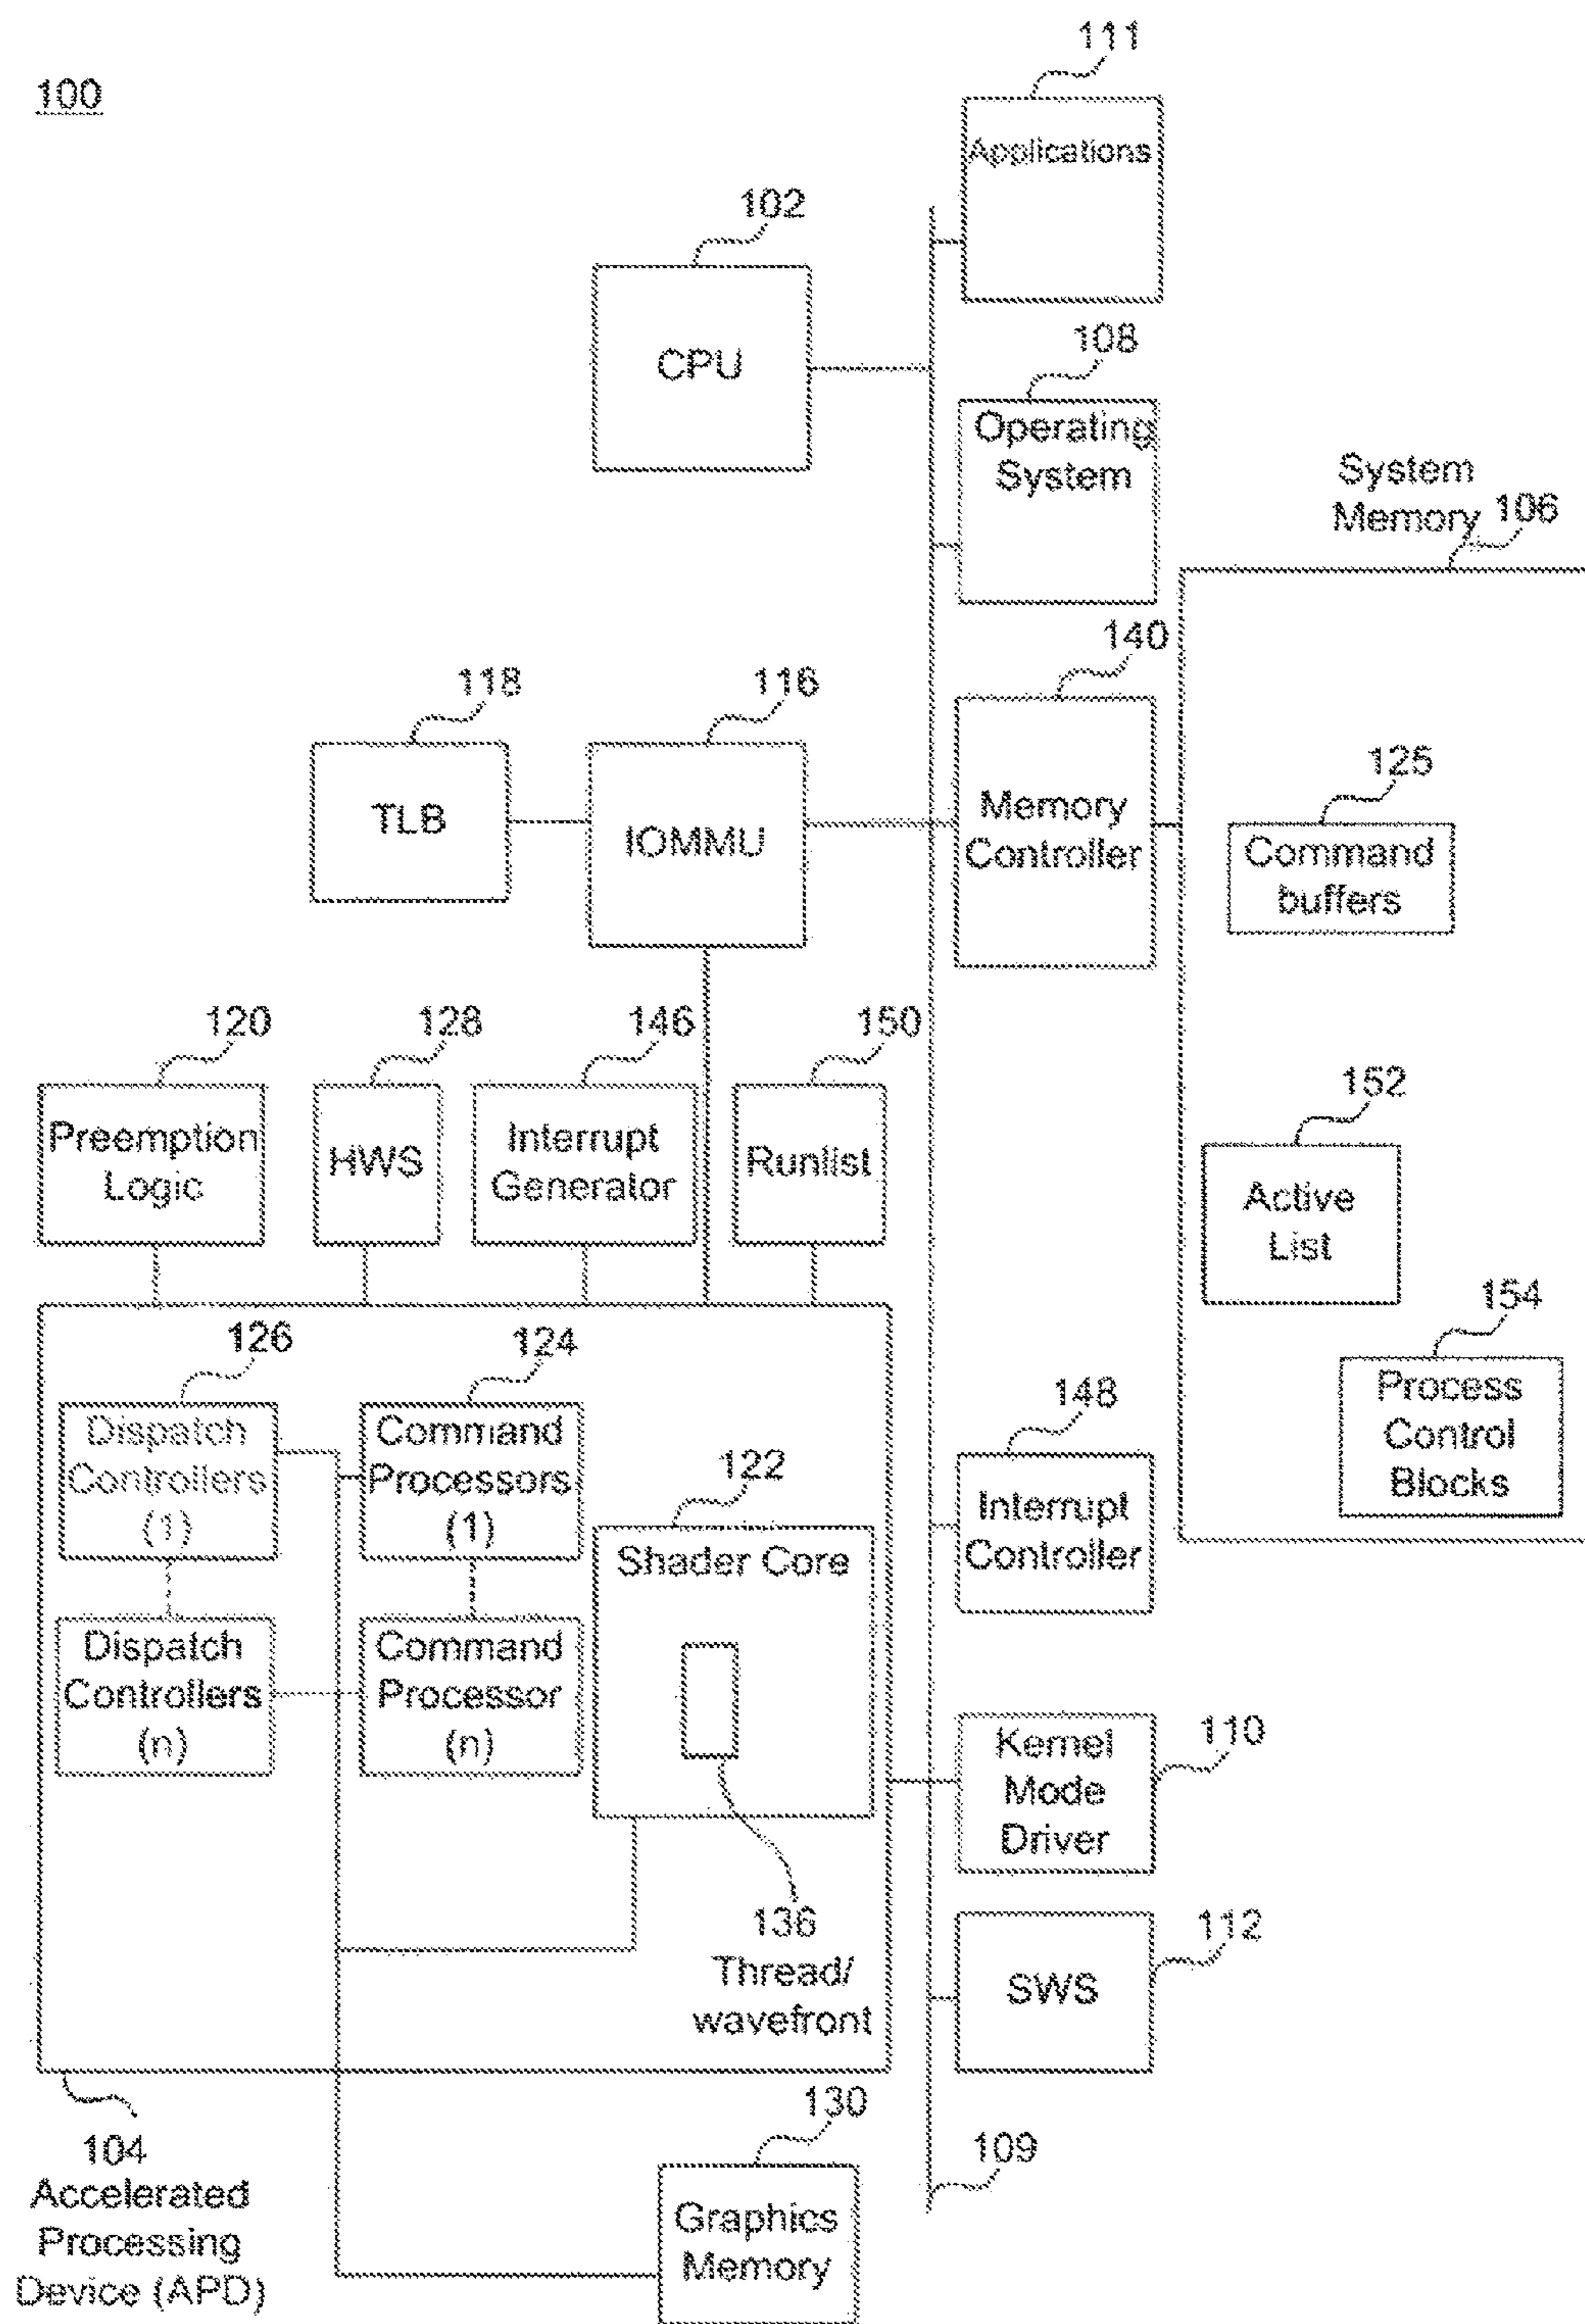 100
111
Applications
102
CPU
108
Operating
System
System
Memory 106
140
118
116
TLB
IOMMU
Memory
Controller
125
Command
buffers
120
128
146
150
Preemption
Logic
HWS
Interrupt
Generator
Runlist
152
Active
List
154
Process
Control
Blocks
126
124
Dispatch
Controllers
(1)
Command
Processors
(1)
122
Shader Core
148
Interrupt
Controller
Dispatch
Controllers
(n)
Command
Processor
(n)
Kernel
Mode
Driver
110
136
Thread/
wavefront
SWS
112
104
Accelerated
Processing
Device (APD)
130
Graphics
Memory
109